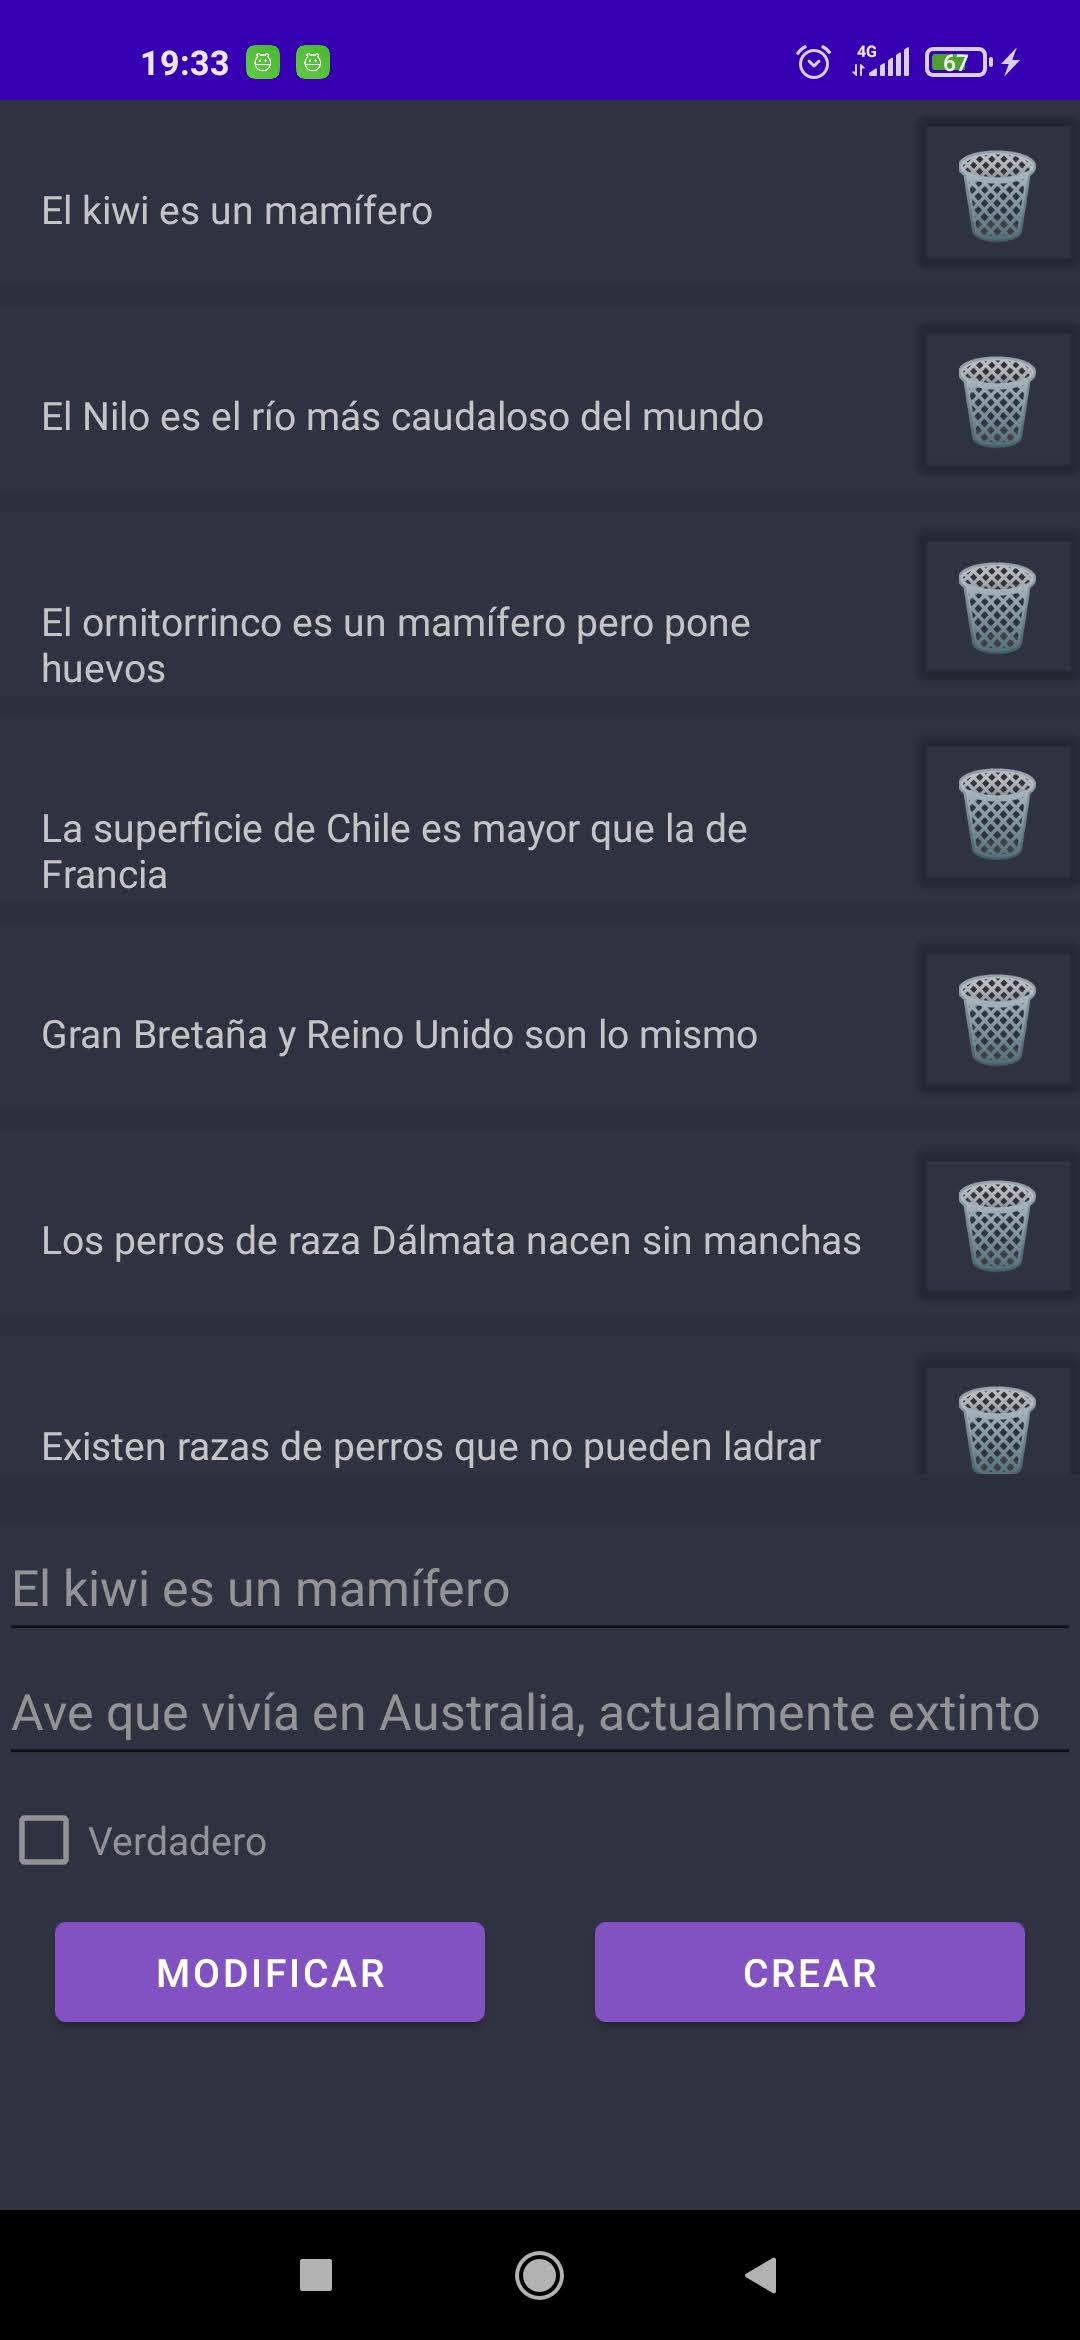 19:33
4G
67
El kiwi es un mamífero
El Nilo es el río más caudaloso del mundo
El ornitorrinco es un mamífero pero pone
huevos
La superficie de Chile es mayor que la de
Francia
Gran Bretaña y Reino Unido son lo mismo
Los perros de raza Dálmata nacen sin manchas
Existen razas de perros que no pueden ladrar
El kiwi es un mamífero
Ave que vivía en Australia, actualmente extinto
Verdadero
MODIFICAR
CREAR